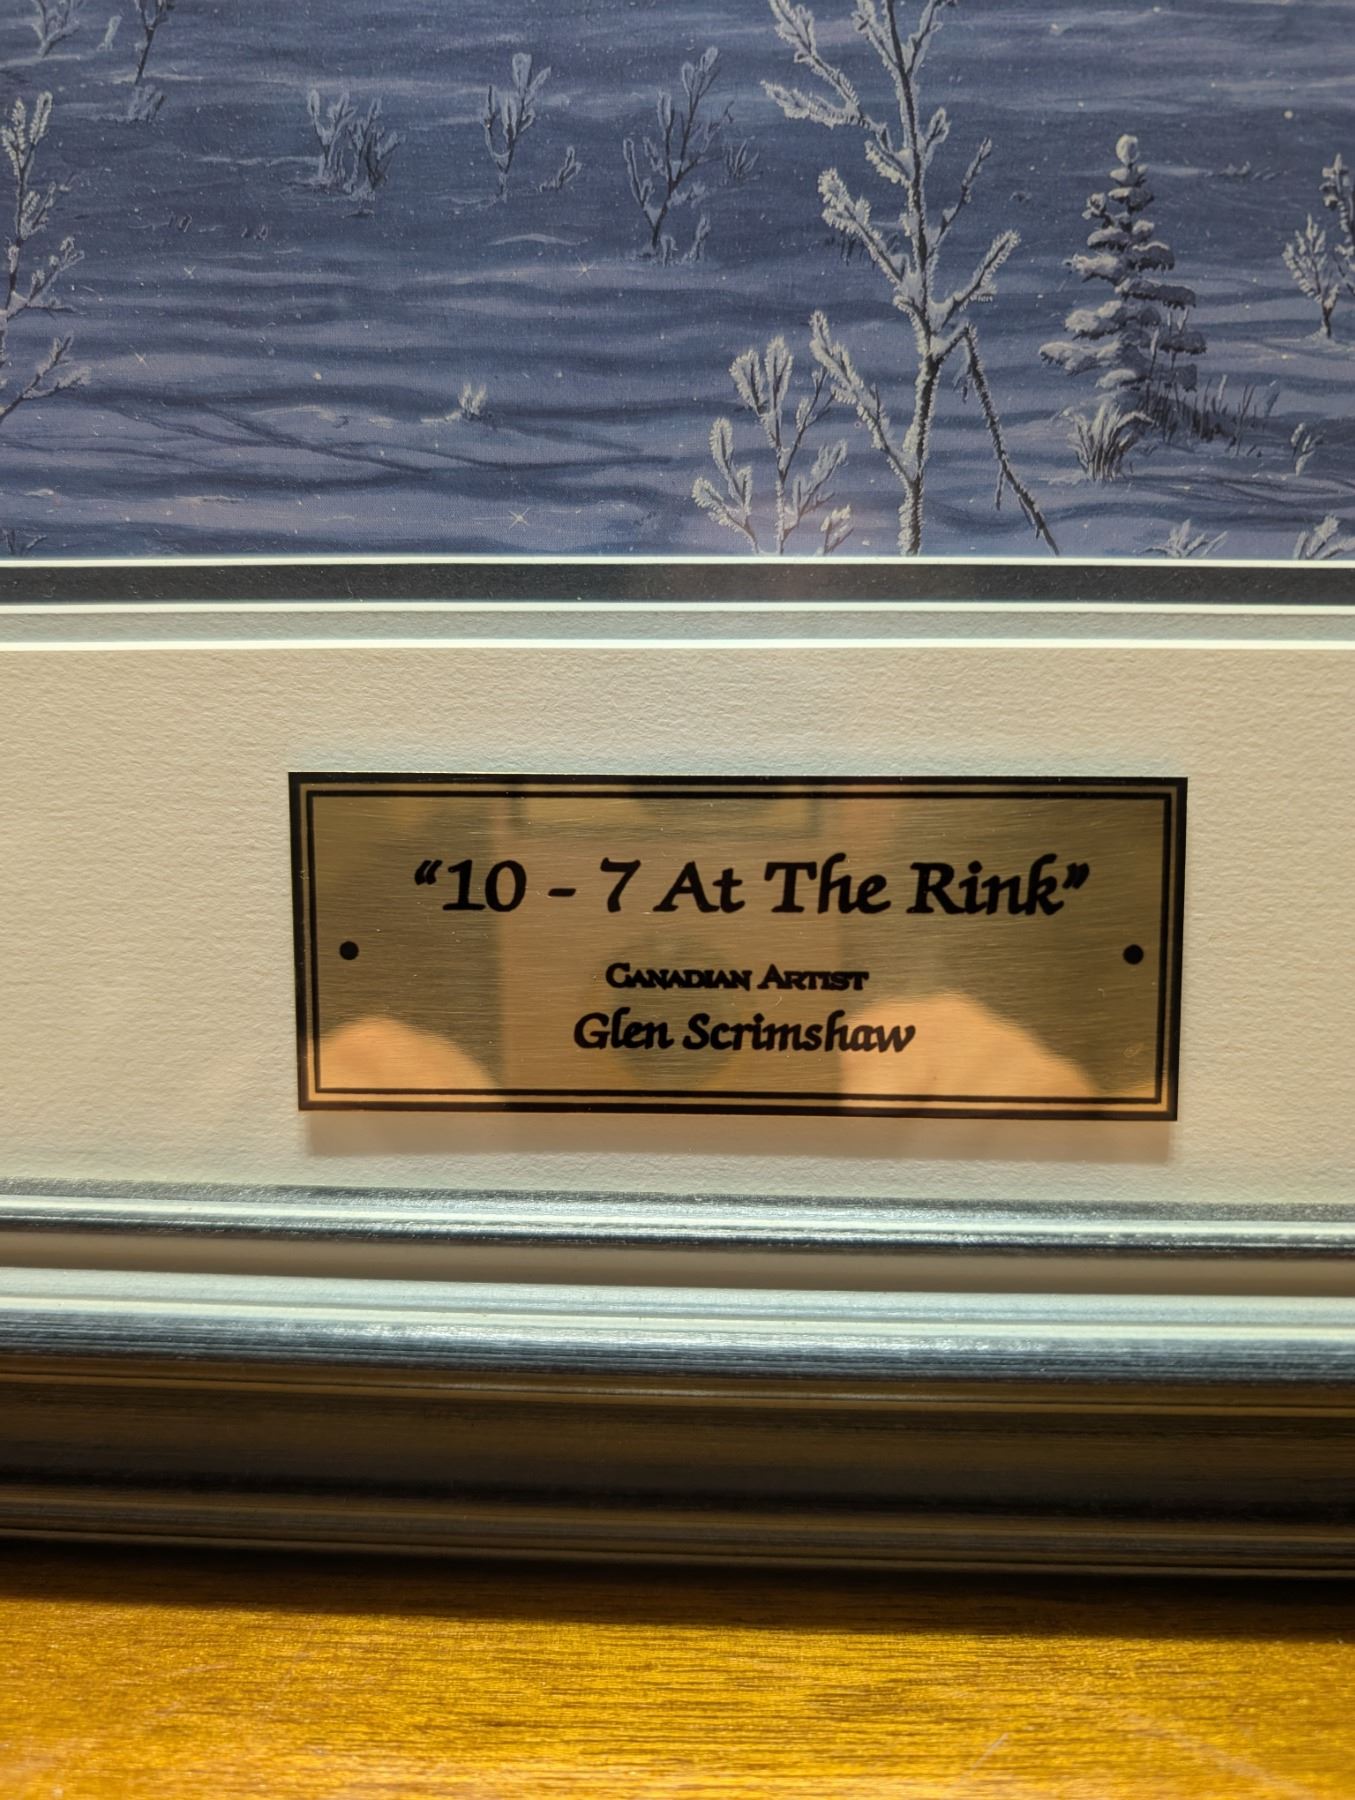 “10 - 7 At The Rink”
Canadian Artist
Glen Scrimshaw